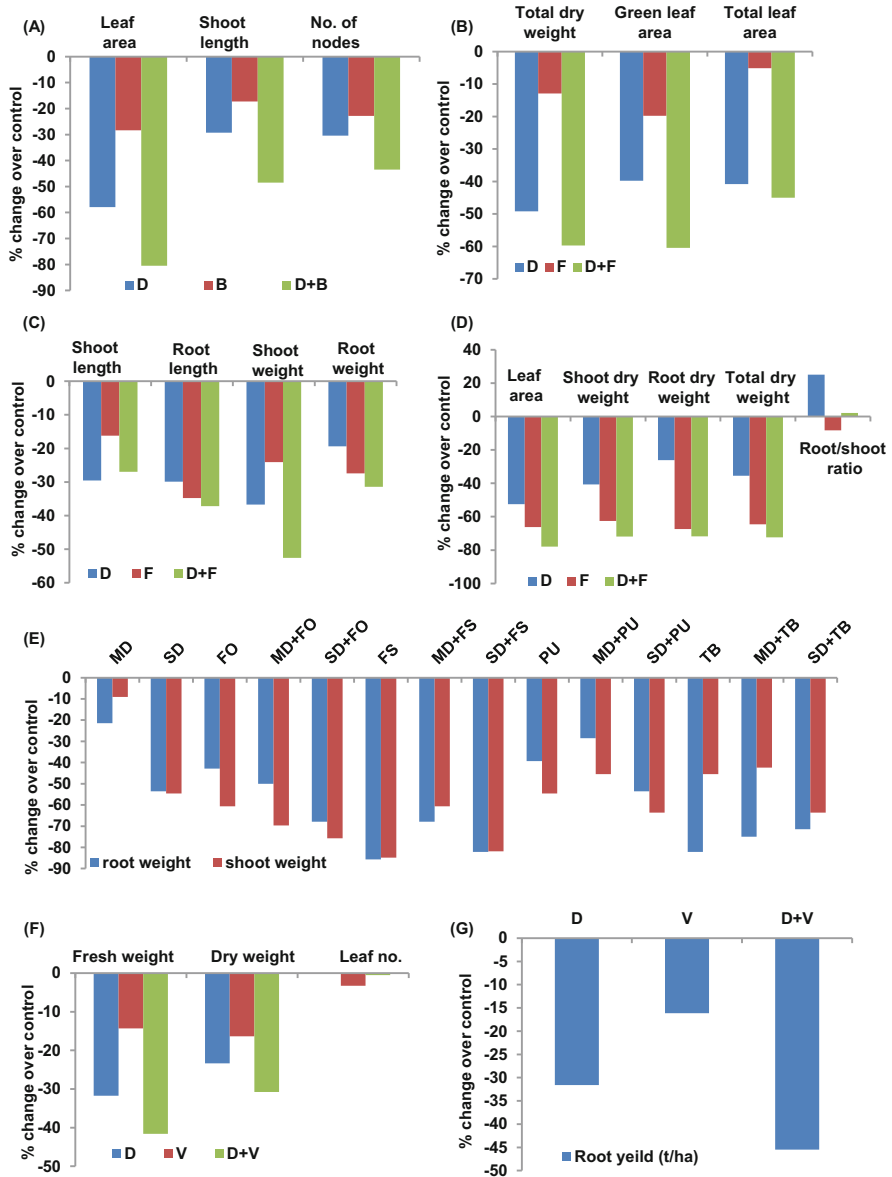 (A)
Leaf area
Shoot length
No. of nodes
% change over control
0
-10
-20
-30
-40
-50
-60
-70
-80
-90
D B D+B
(B)
Total dry weight
Green leaf area
Total leaf area
% change over control
0
-10
-20
-30
-40
-50
-60
-70
D F D+F
(C)
Shoot length
Root length
Shoot weight
Root weight
% change over control
0
-10
-20
-30
-40
-50
-60
D F D+F
(D)
Leaf area
Shoot dry weight
Root dry weight
Total dry weight
Root/shoot ratio
% change over control
40
20
0
-20
-40
-60
-80
-100
D F D+F
(E)
MD SD FO MD+FO SD+FO FS MD+FS SD+FS PU MD+PU SD+PU TB MD+TB SD+TB
% change over control
0
-10
-20
-30
-40
-50
-60
-70
-80
-90
root weight shoot weight
(F)
Fresh weight
Dry weight
Leaf no.
% change over control
0
-10
-20
-30
-40
-50
D V D+V
(G)
D V D+V
% change over control
0
-5
-10
-15
-20
-25
-30
-35
-40
-45
-50
Root yeild (t/ha)